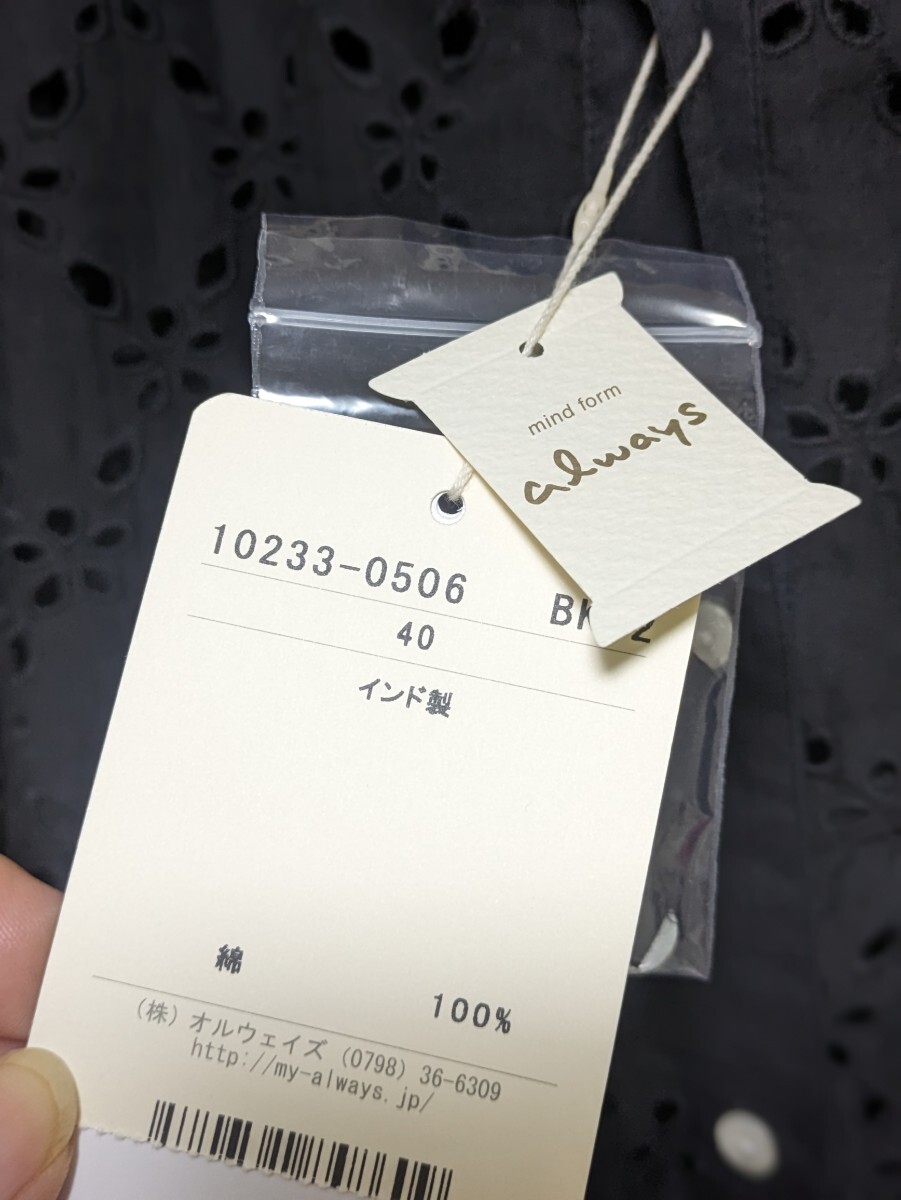 mind form
always
10233-0506
40
インド製
綿
100%
(株) オルウェイズ (0798) 36-6309
http://my-always.jp/